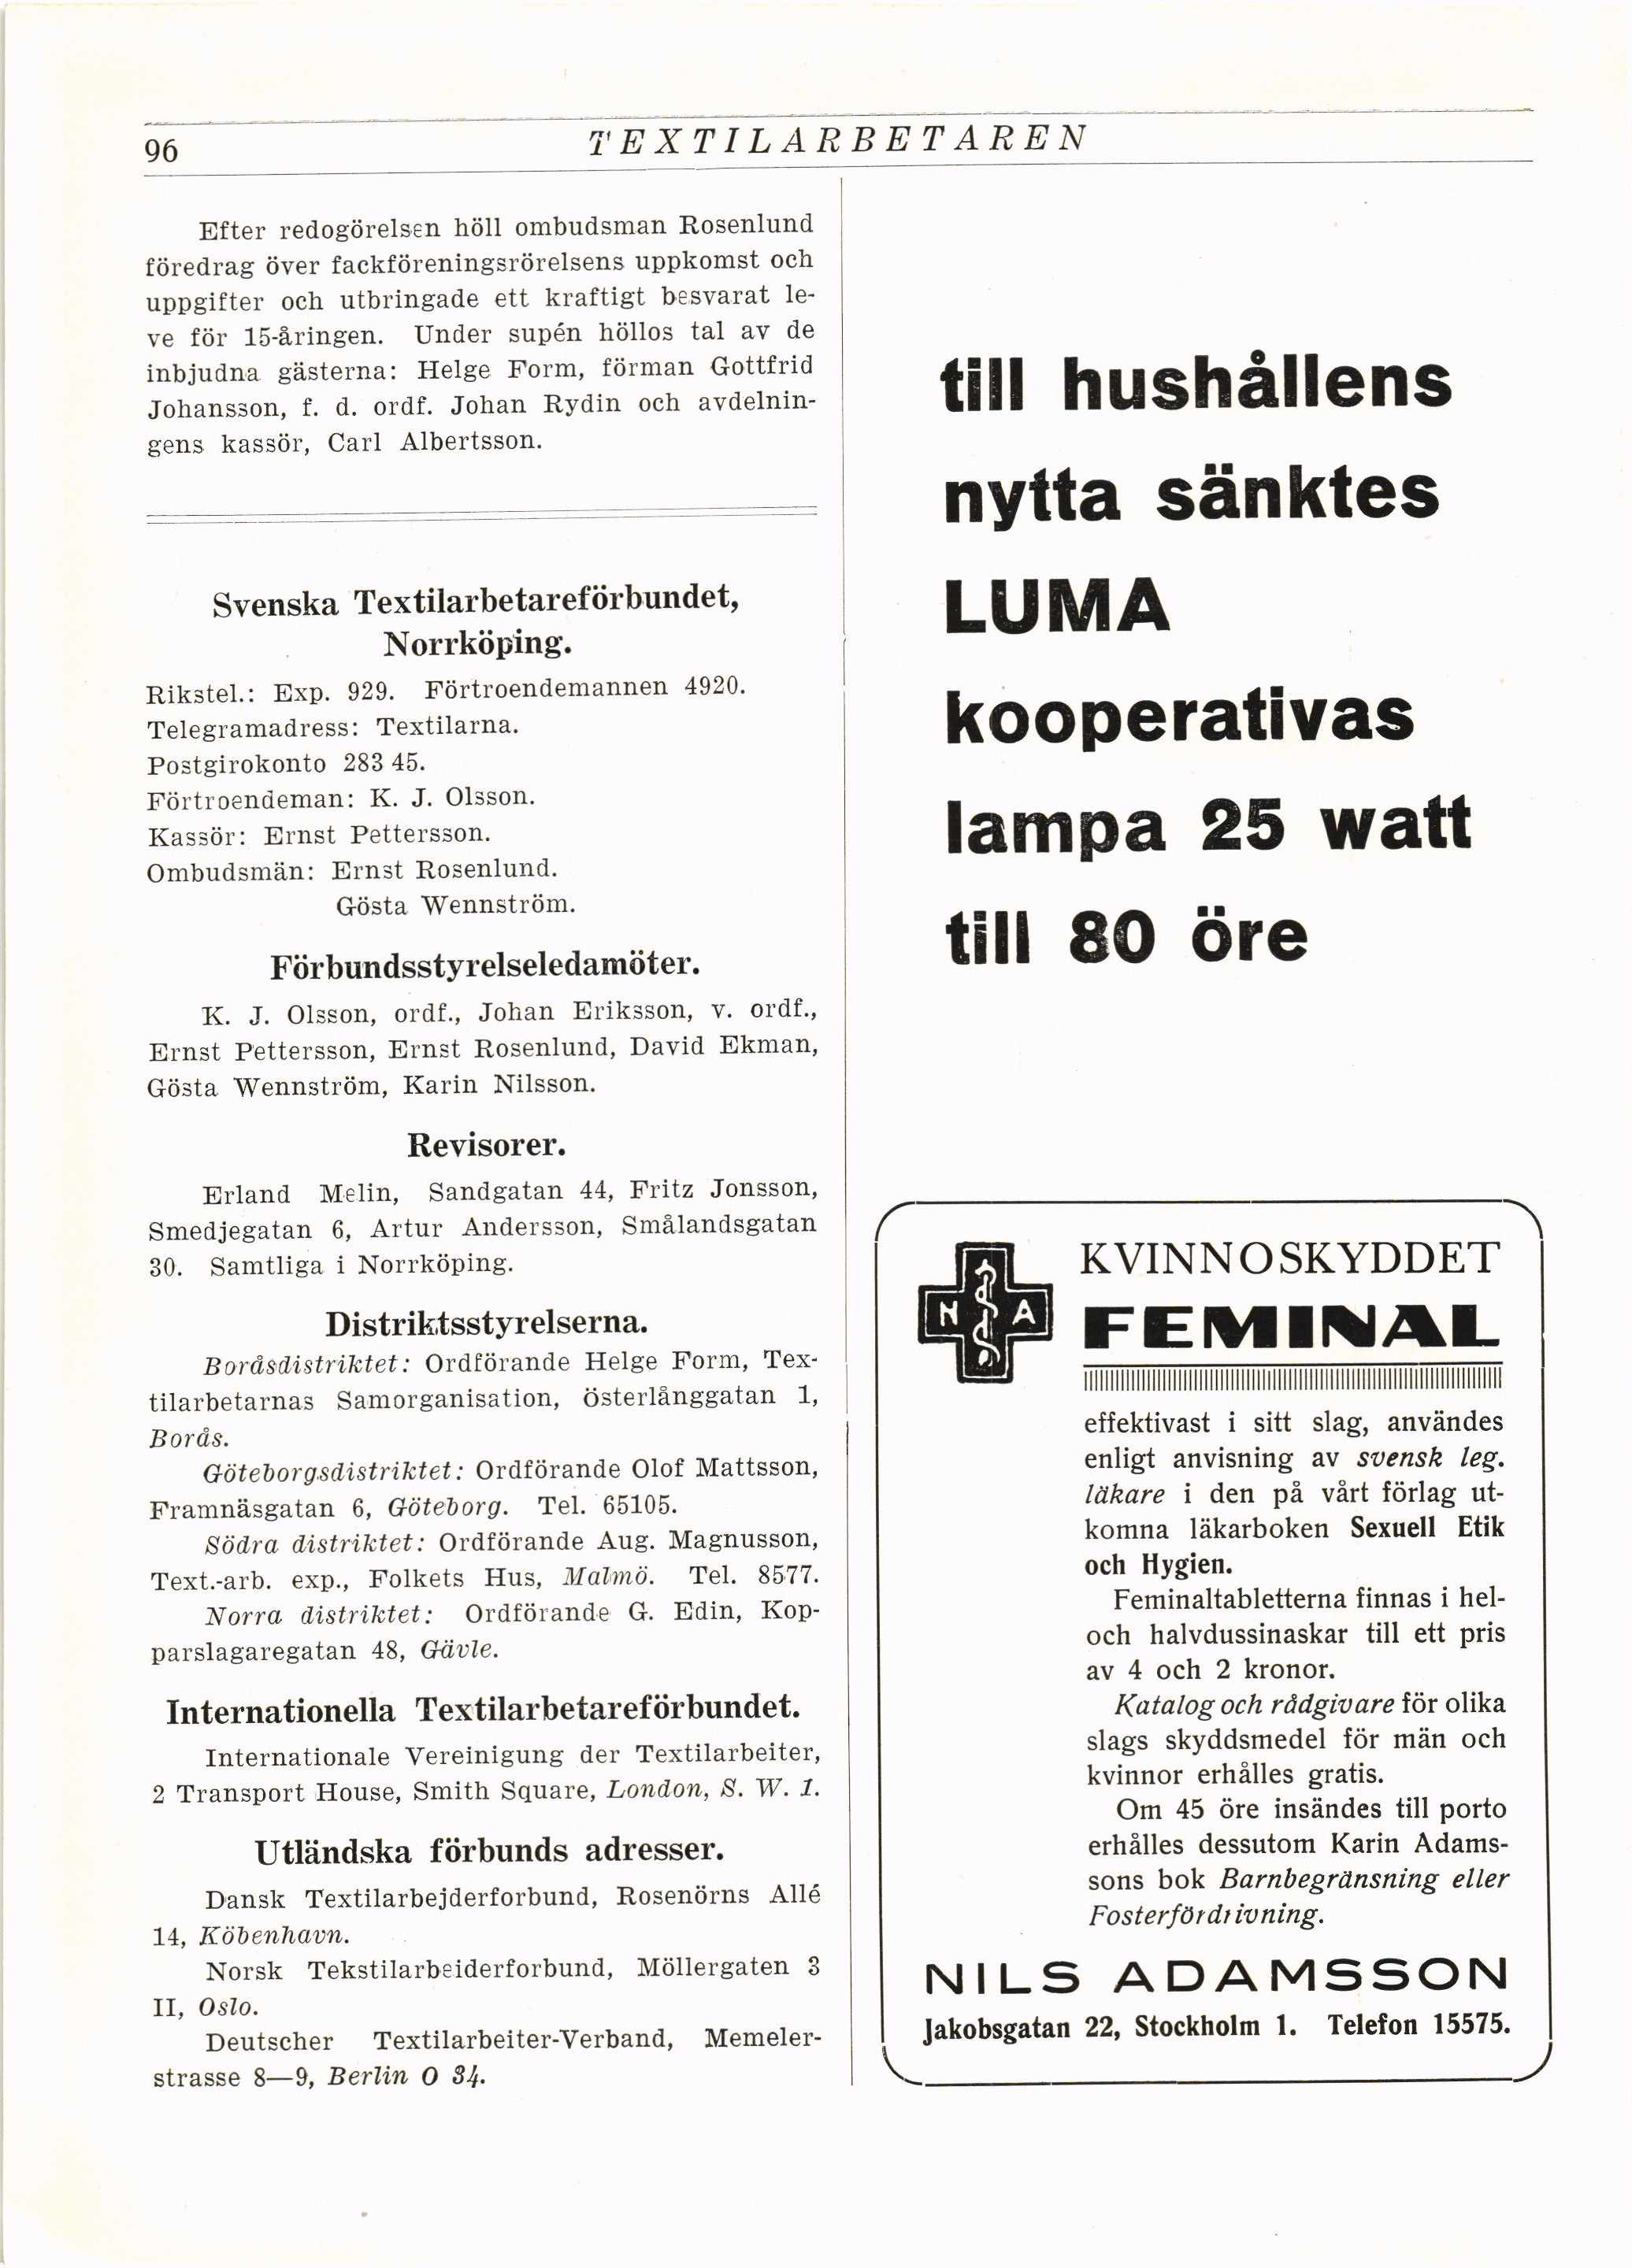 96
TEXTILARBETAREN
Efter redogörelsen höll ombudsman Rosenlund
föredrag över fackföreningsrörelsens uppkomst och
uppgifter och utbringade ett kraftigt besvarat le-
ve för 15-åringen. Under supén höllos tal av de
inbjudna gästerna: Helge Form, förman Gottfrid
Johansson, f. d. ordf. Johan Rydin och avdelnin-
gens kassör, Carl Albertsson.
Svenska Textilarbetareförbundet,
Norrköping.
Rikstel.: Exp. 929. Förtroendemannen 4920.
Telegramadress: Textilarna.
Postgirokonto 283 45.
Förtroendeman: K. J. Olsson.
Kassör: Ernst Pettersson.
Ombudsmän: Ernst Rosenlund.
Gösta Wennström.
Förbundsstyrelseledamöter.
K. J. Olsson, ordf., Johan Eriksson, v. ordf.,
Ernst Pettersson, Ernst Rosenlund, David Ekman,
Gösta Wennström, Karin Nilsson.
Revisorer.
Erland Melin, Sandgatan 44, Fritz Jonsson,
Smedjegatan 6, Artur Andersson, Smålandsgatan
30. Samtliga i Norrköping.
Distriktsstyrelserna.
Boråsdistriktet: Ordförande Helge Form, Tex-
tilarbetarnas Samorganisation, österlånggatan 1,
Borås.
Göteborgsdistriktet: Ordförande Olof Mattsson,
Framnäsgatan 6, Göteborg. Tel. 65105.
Södra distriktet: Ordförande Aug. Magnusson,
Text.-arb. exp., Folkets Hus, Malmö. Tel. 8577.
Norra distriktet: Ordförande G. Edin, Kop-
parslagaregatan 48, Gävle.
Internationella Textilarbetareförbundet.
Internationale Vereinigung der Textilarbeiter,
2 Transport House, Smith Square, London, S. W. 1.
Utländska förbunds adresser.
Dansk Textilarbejderforbund, Rosenörns Allé
14, Köbenhavn.
Norsk Tekstilarbeiderforbund, Möllergaten 3
II, Oslo.
Deutscher Textilarbeiter-Verband, Memeler-
strasse 8—9, Berlin O 34.
till hushållens
nytta sänktes
LUMA
kooperativas
lampa 25 watt
till 80 öre
N A
KVINNOSKYDDET
FEMINAL
effektivast i sitt slag, användes
enligt anvisning av svensk leg.
läkare i den på vårt förlag ut-
komna läkarboken Sexuell Etik
och Hygien.
Feminaltabletterna finnas i hel-
och halvdussinaskar till ett pris
av 4 och 2 kronor.
Katalog och rådgivare för olika
slags skyddsmedel för män och
kvinnor erhålles gratis.
Om 45 öre insändes till porto
erhålles dessutom Karin Adams-
sons bok Barnbegränsning eller
Fosterfördrivning.
NILS ADAMSSON
Jakobsgatan 22, Stockholm 1. Telefon 15575.